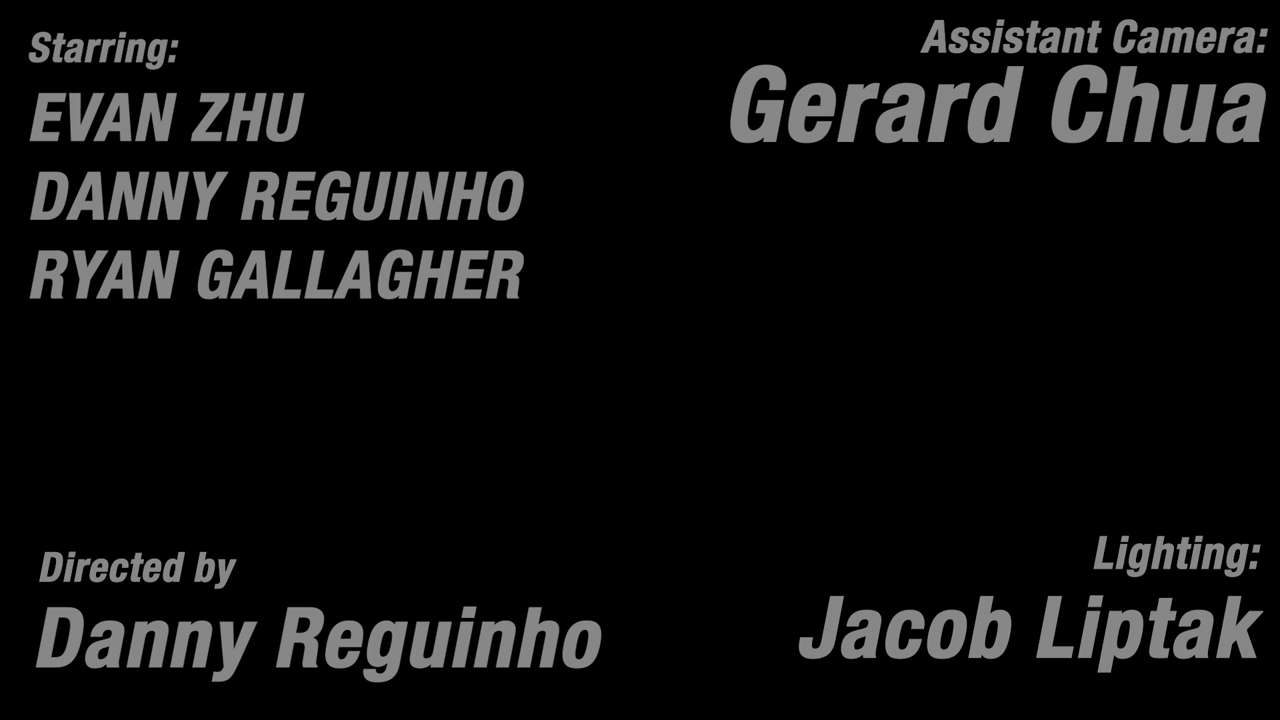 Starring:
EVAN ZHU
DANNY REGUINHO
RYAN GALLAGHER
Assistant Camera:
Gerard Chua
Directed by
Danny Reguinho
Lighting:
Jacob Liptak